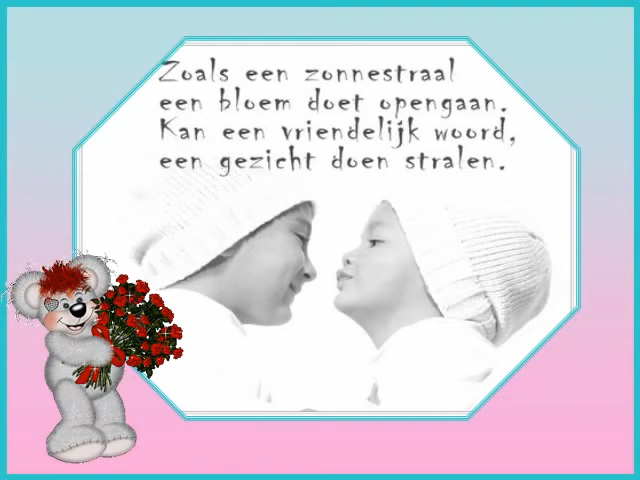 Zoals een zonnestraal
een bloem doet opengaan.
Kan een vriendelijk woord,
een gezicht doen stralen.